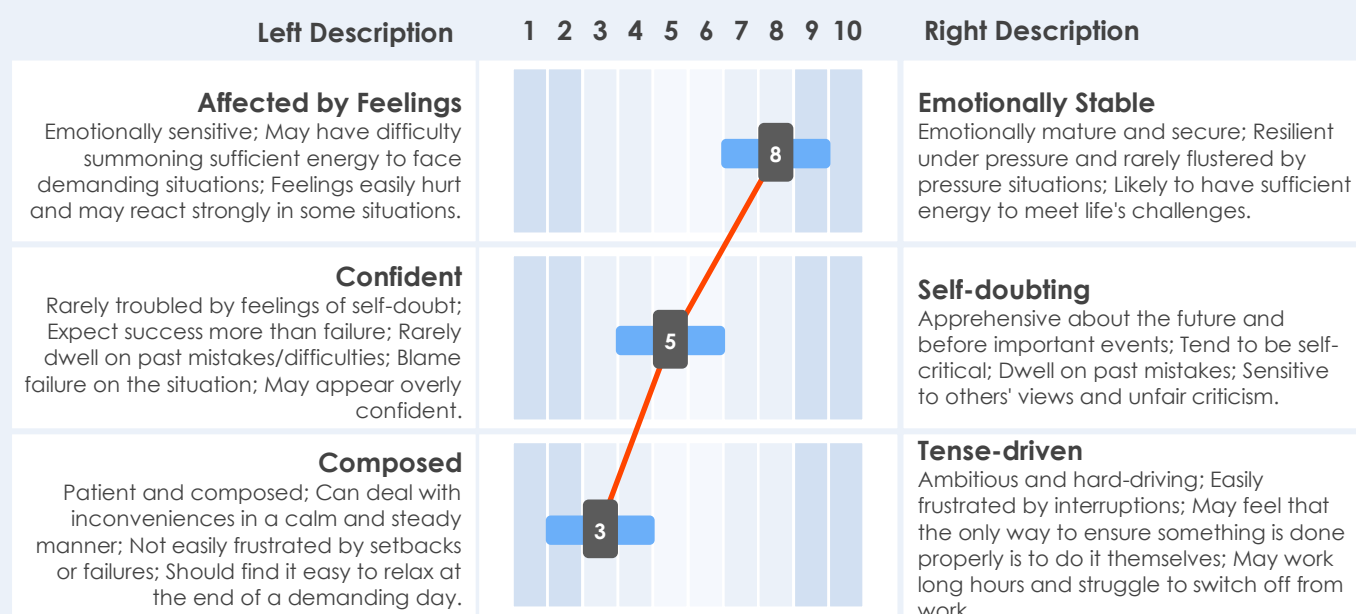 Left Description 1 2 3 4 5 6 7 8 9 10 Right Description
Affected by Feelings
Emotionally sensitive; May have difficulty
summoning sufficient energy to face
demanding situations; Feelings easily hurt
and may react strongly in some situations.
8
Emotionally Stable
Emotionally mature and secure; Resilient
under pressure and rarely flustered by
pressure situations; Likely to have sufficient
energy to meet life's challenges.
Confident
Rarely troubled by feelings of self-doubt;
Expect success more than failure; Rarely
dwell on past mistakes/difficulties; Blame
failure on the situation; May appear overly
confident.
5
Self-doubting
Apprehensive about the future and
before important events; Tend to be self-
critical; Dwell on past mistakes; Sensitive
to others' views and unfair criticism.
Composed
Patient and composed; Can deal with
inconveniences in a calm and steady
manner; Not easily frustrated by setbacks
or failures; Should find it easy to relax at
the end of a demanding day.
3
Tense-driven
Ambitious and hard-driving; Easily
frustrated by interruptions; May feel that
the only way to ensure something is done
properly is to do it themselves; May work
long hours and struggle to switch off from
work